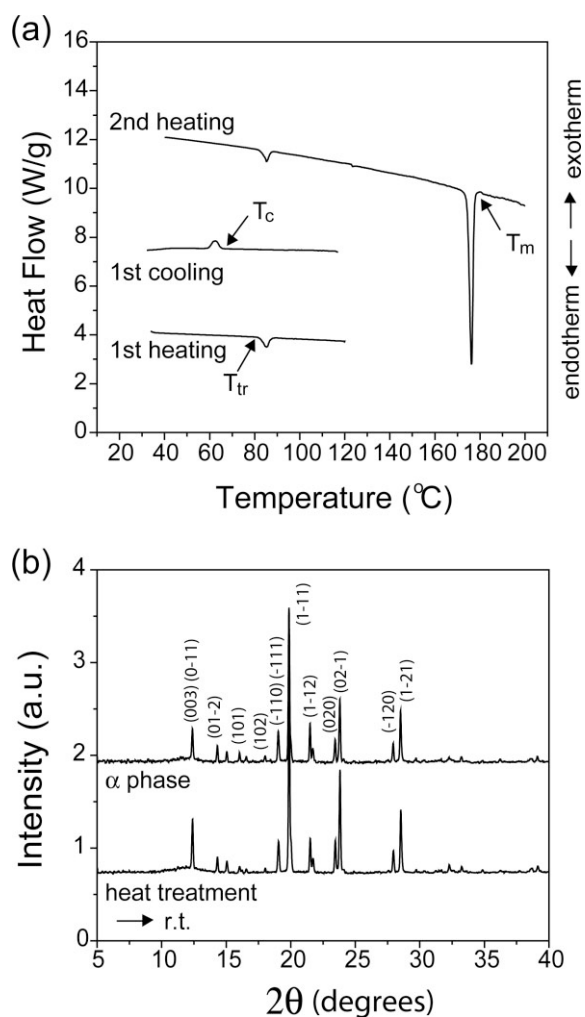 (a)
16
14
12
10
8
6
4
2
0
Heat Flow (W/g)
2nd heating
Tc
1st cooling
Tm
1st heating
Ttr
endotherm
exotherm
20 40 60 80 100 120 140 160 180 200
Temperature (°C)
(b)
4
3
2
1
0
Intensity (a.u.)
(003) (0-11)
(01-2)
(101)
(102)
(-110) (-111)
(1-11)
(1-12)
(020)
(02-1)
(-120)
(1-21)
α phase
heat treatment
→ r.t.
5 10 15 20 25 30 35 40
2θ (degrees)